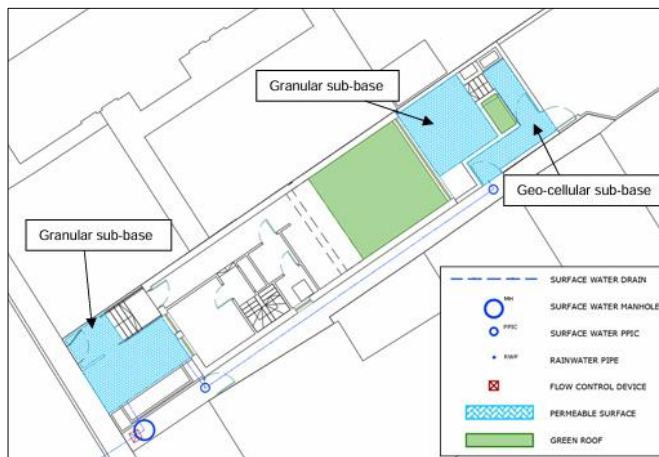 Granular sub-base
Geo-cellular sub-base
Granular sub-base
SURFACE WATER DRAIN
MH
SURFACE WATER MANHOLE
PPIC
SURFACE WATER PPIC
RWP
RAINWATER PIPE
FLOW CONTROL DEVICE
PERMEABLE SURFACE
GREEN ROOF